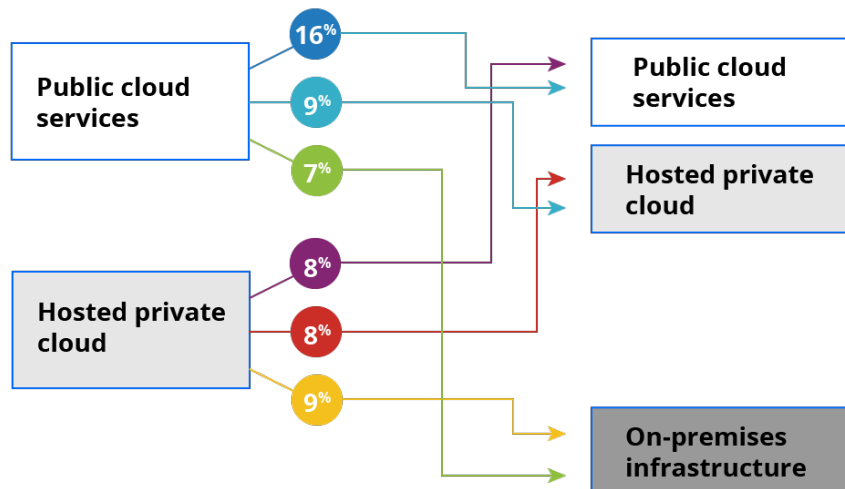 16%
Public cloud
services
9%
7%
8%
Hosted private
cloud
8%
9%
Public cloud
services
Hosted private
cloud
On-premises
infrastructure